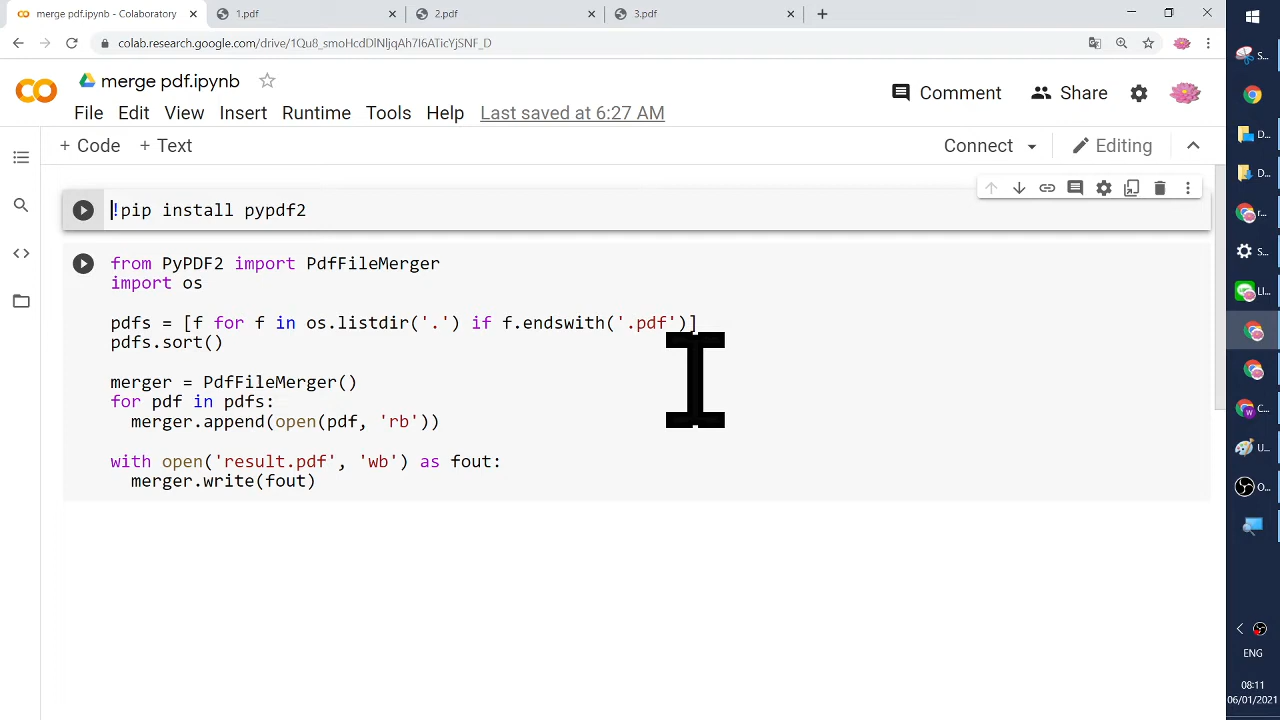 merge pdf.ipynb - Colaboratory
1.pdf
2.pdf
3.pdf
colab.research.google.com/drive/1Qu8_smoHcdDlNljqAh7I6ATicYjSNF_D
merge pdf.ipynb
Comment
Share
File Edit View Insert Runtime Tools Help Last saved at 6:27 AM
+ Code + Text
Connect
Editing
!pip install pypdf2
from PyPDF2 import PdfFileMerger
import os
pdfs = [f for f in os.listdir('.') if f.endswith('.pdf')]
pdfs.sort()
merger = PdfFileMerger()
for pdf in pdfs:
merger.append(open(pdf, 'rb'))
with open('result.pdf', 'wb') as fout:
merger.write(fout)
S...
D...
D...
r...
S...
LI...
C...
U...
O...
ENG
08:11
06/01/2021